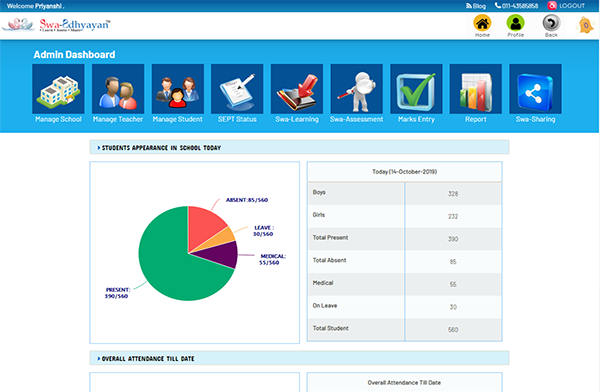 Welcome Priyanshi .
Blog
011-43585858
LOGOUT
Swa-Edhyayan™
• Learn • Assess • Master •
Home
Profile
Back
0
Admin Dashboard
Manage School
Manage Teacher
Manage Student
SEPT Status
Swa-Learning
Swa-Assessment
Marks Entry
Report
Swa-Sharing
STUDENTS APPEARANCE IN SCHOOL TODAY
ABSENT:85/560
LEAVE :
30/560
MEDICAL:
55/560
PRESENT:
390/560
Today (14-October-2019)
Boys 328
Girls 232
Total Present 390
Total Absent 85
Medical 55
On Leave 30
Total Student 560
OVERALL ATTENDANCE TILL DATE
Overall Attendance Till Date